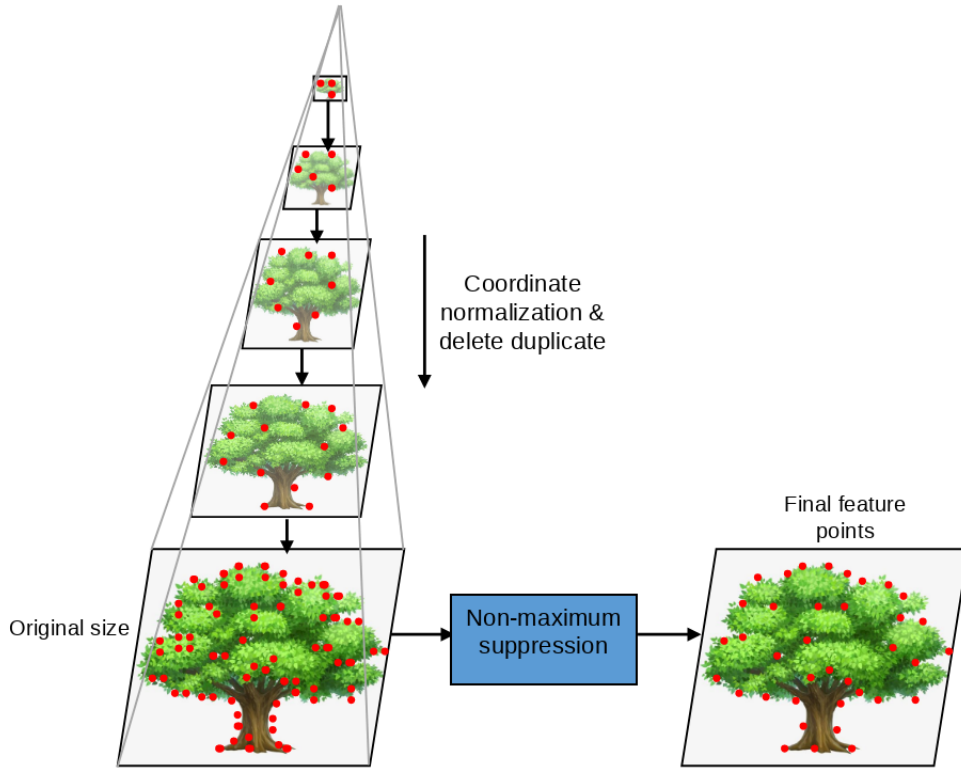 Coordinate
normalization &
delete duplicate
Final feature
points
Original size
Non-maximum
suppression